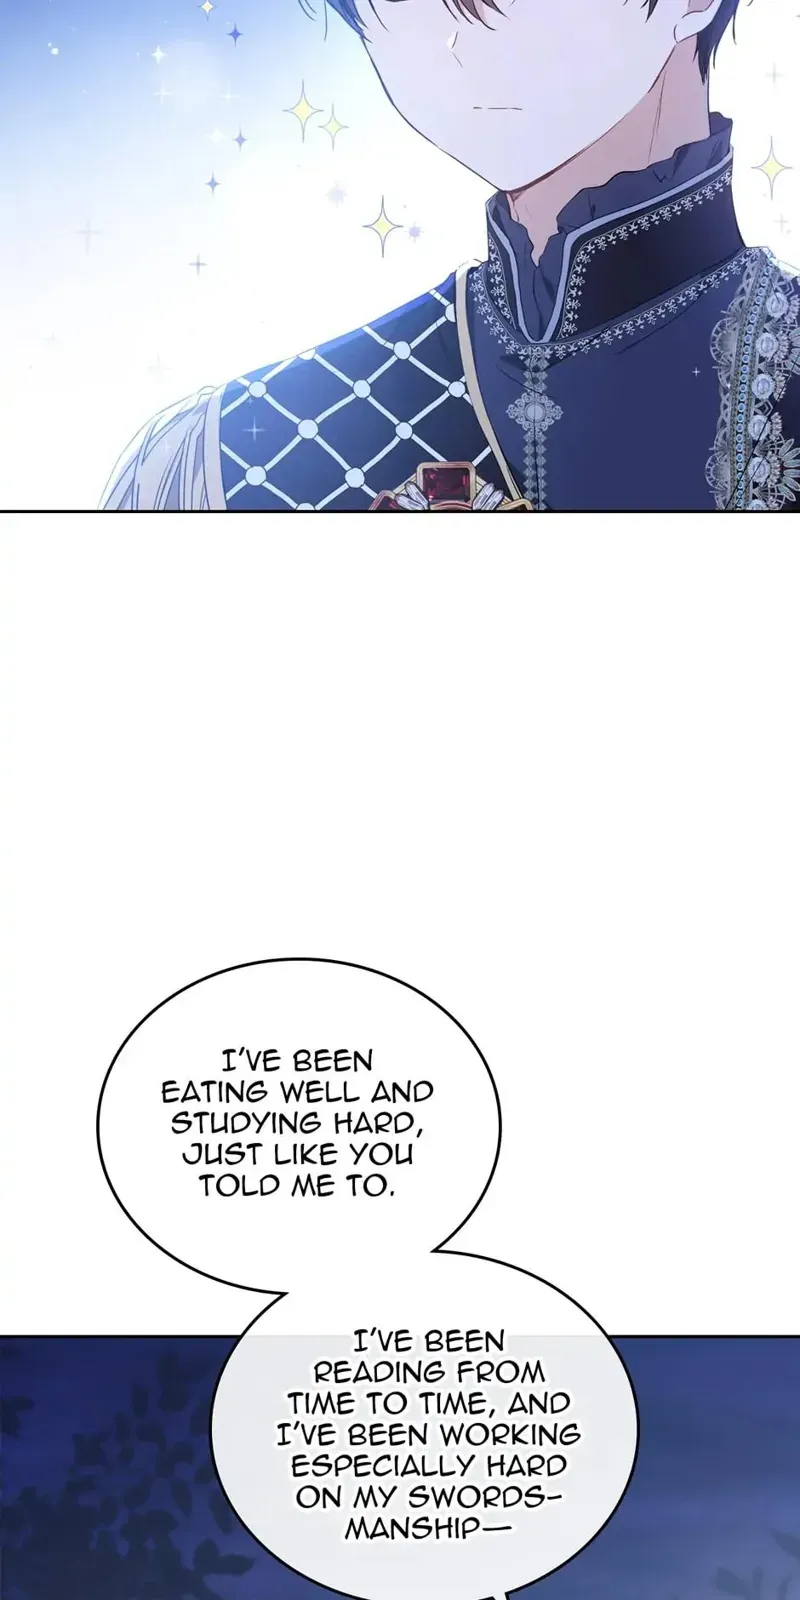 I'VE BEEN
EATING WELL AND
STUDYING HARD,
JUST LIKE YOU
TOLD ME TO.
I'VE BEEN
READING FROM
TIME TO TIME, AND
I'VE BEEN WORKING
ESPECIALLY HARD
ON MY SWORDS-
MANSHIP—